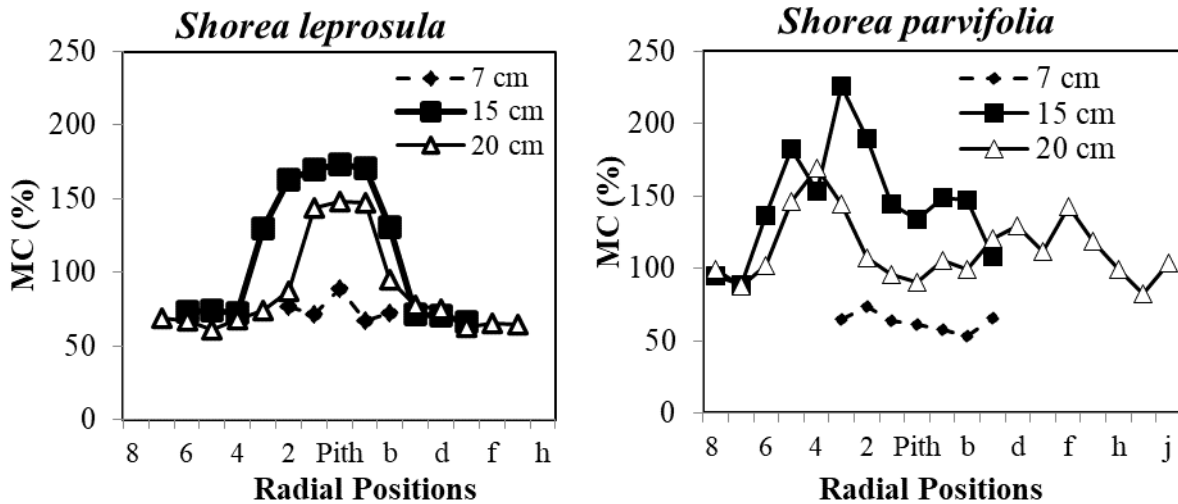 Shorea leprosula
250
200
150
100
50
0
MC (%)
7 cm
15 cm
20 cm
8 6 4 2 Pith b d f h
Radial Positions
Shorea parvifolia
250
200
150
100
50
0
MC (%)
7 cm
15 cm
20 cm
8 6 4 2 Pith b d f h j
Radial Positions